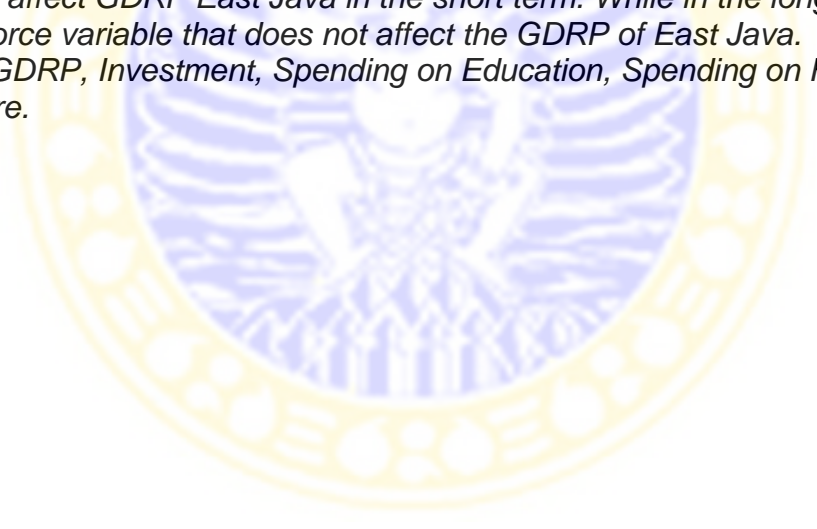 affect GDRP East Java in the short term. While in the long
force variable that does not affect the GDRP of East Java.
GDRP, Investment, Spending on Education, Spending on
re.